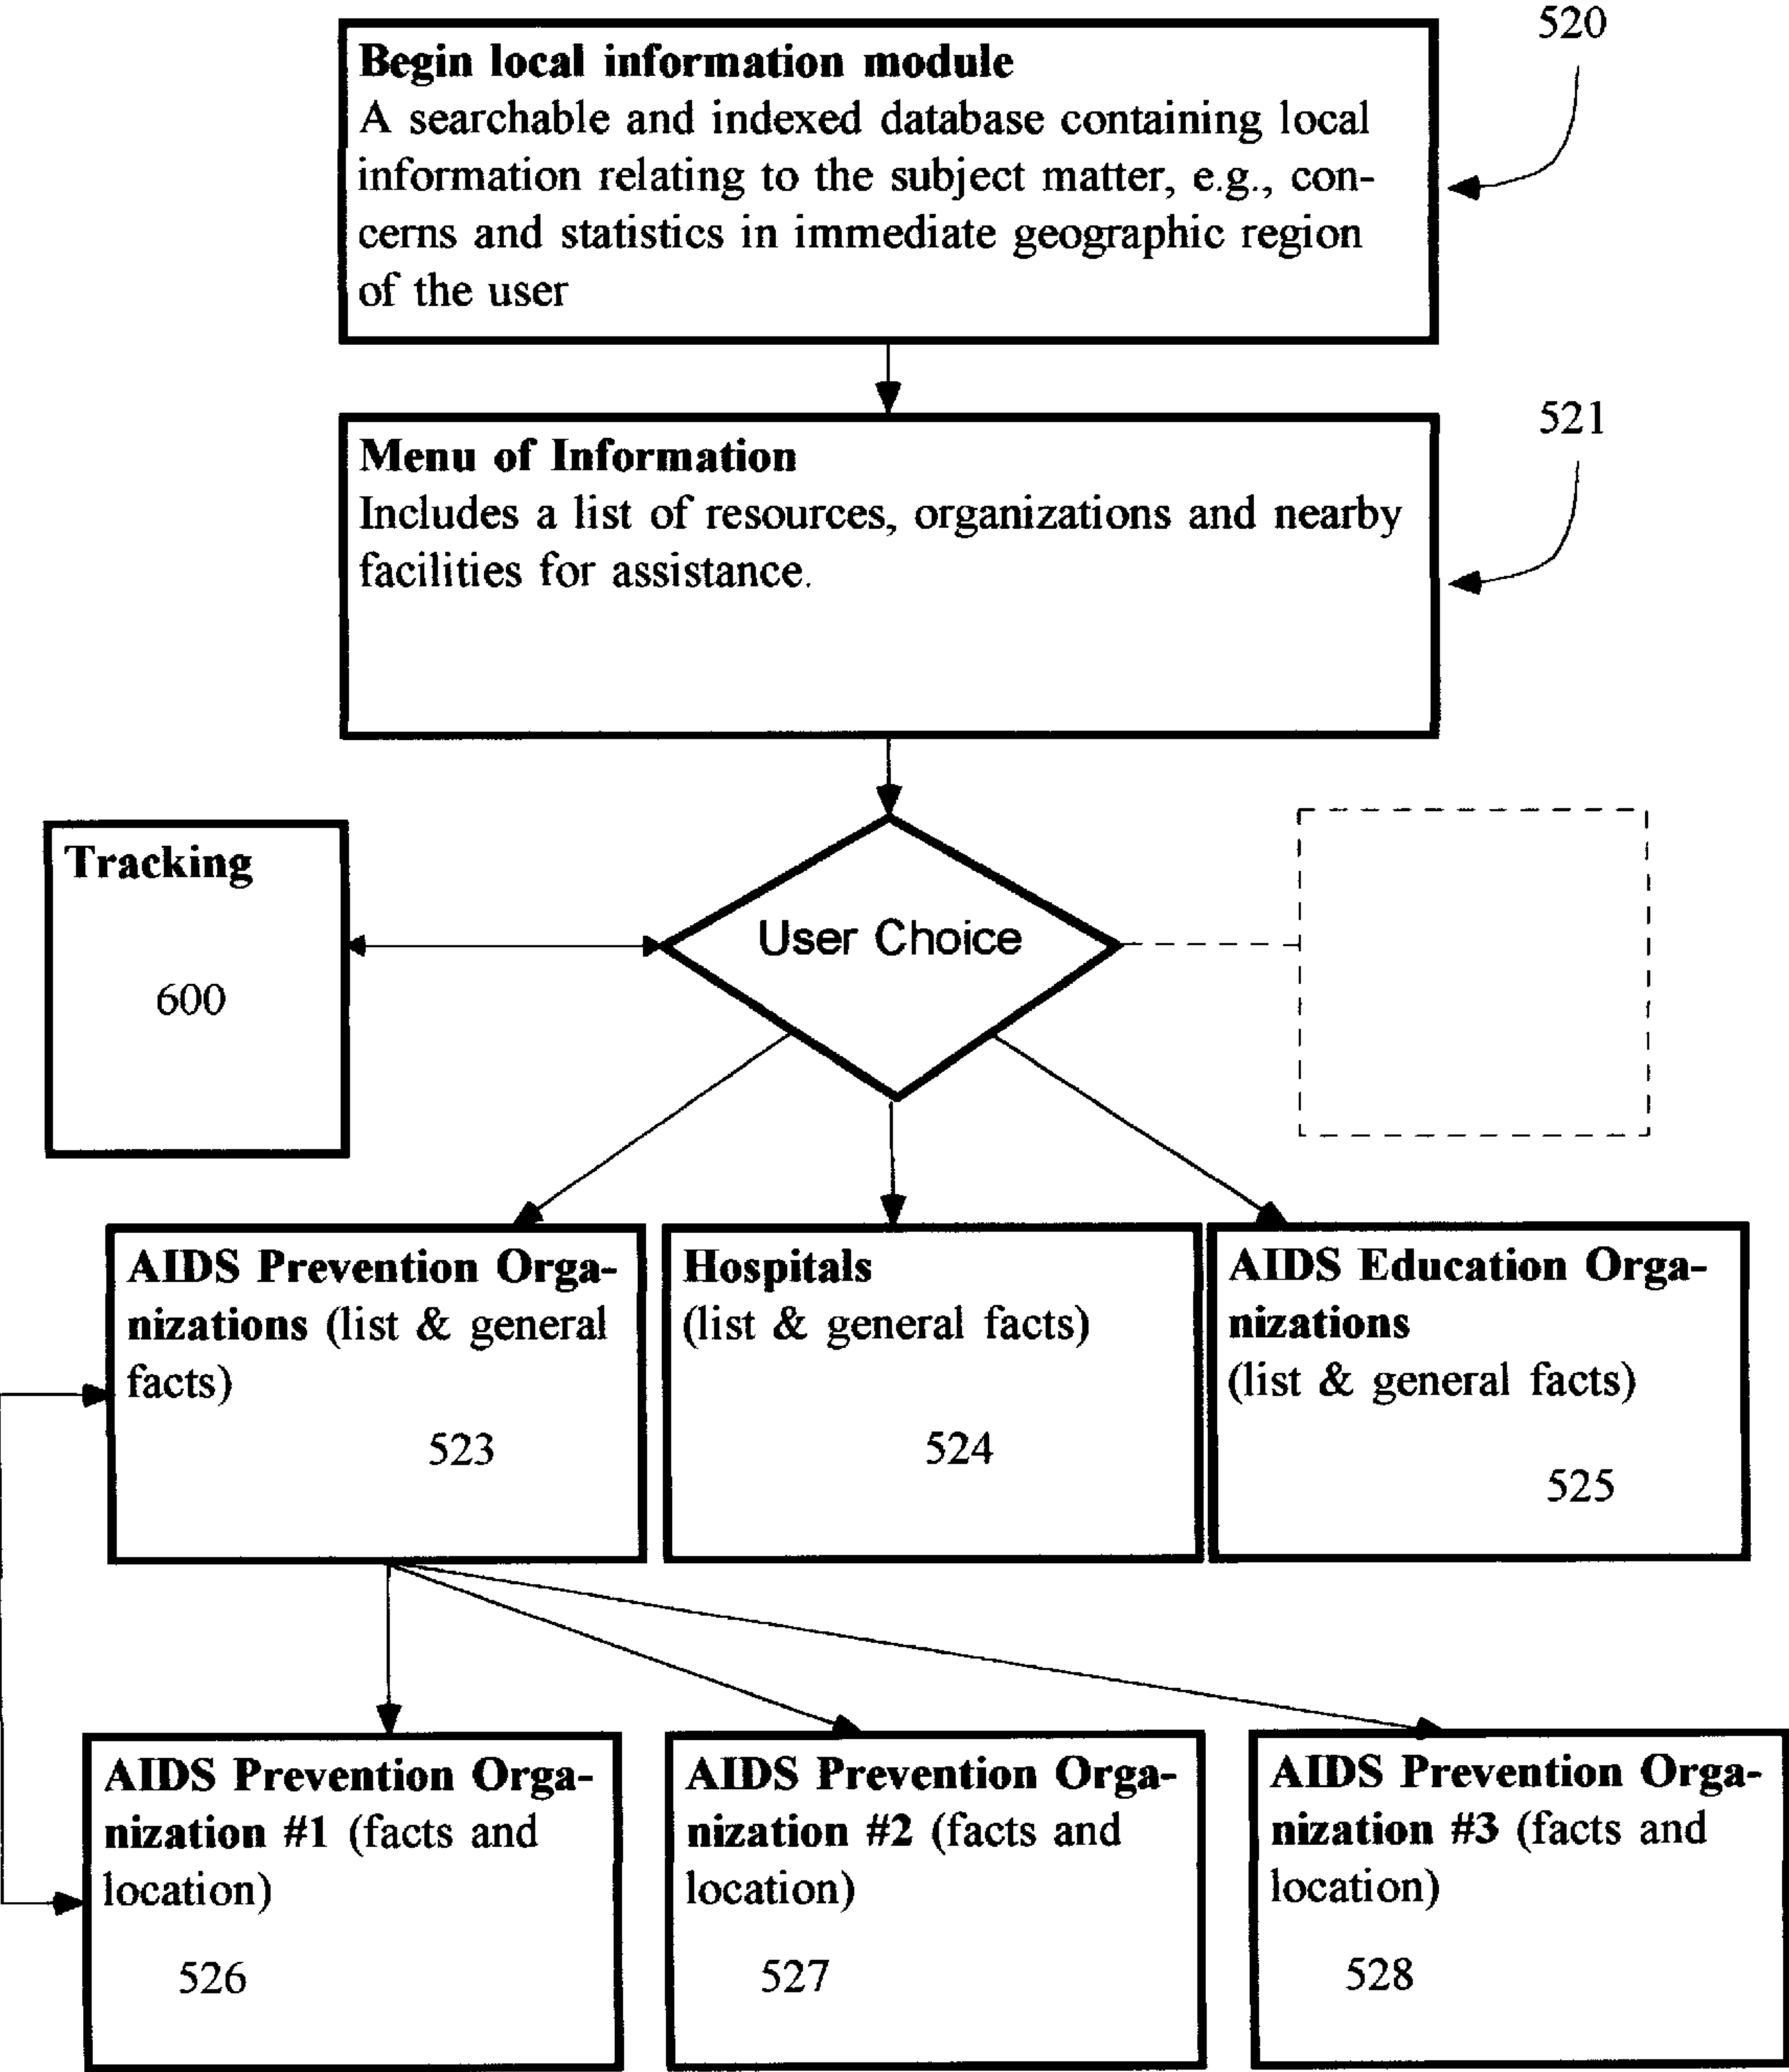 520
Begin local information module
A searchable and indexed database containing local
information relating to the subject matter, e.g., con-
cerns and statistics in immediate geographic region
of the user
521
Menu of Information
Includes a list of resources, organizations and nearby
facilities for assistance.
Tracking
600
User Choice
AIDS Prevention Orga-
nizations (list & general
facts)
523
Hospitals
(list & general facts)
524
AIDS Education Orga-
nizations
(list & general facts)
525
AIDS Prevention Orga-
nization #1 (facts and
location)
526
AIDS Prevention Orga-
nization #2 (facts and
location)
527
AIDS Prevention Orga-
nization #3 (facts and
location)
528